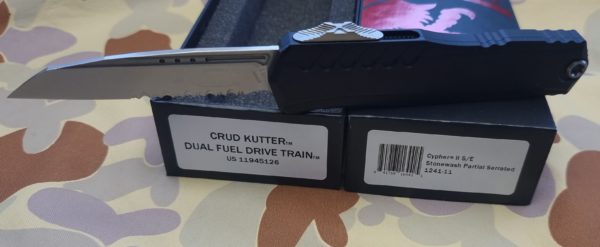 CRUD KUTTER™
DUAL FUEL DRIVE TRAIN™
US 11945126
Cypher® II S/E
Stonewash Partial Serrated
1241-11